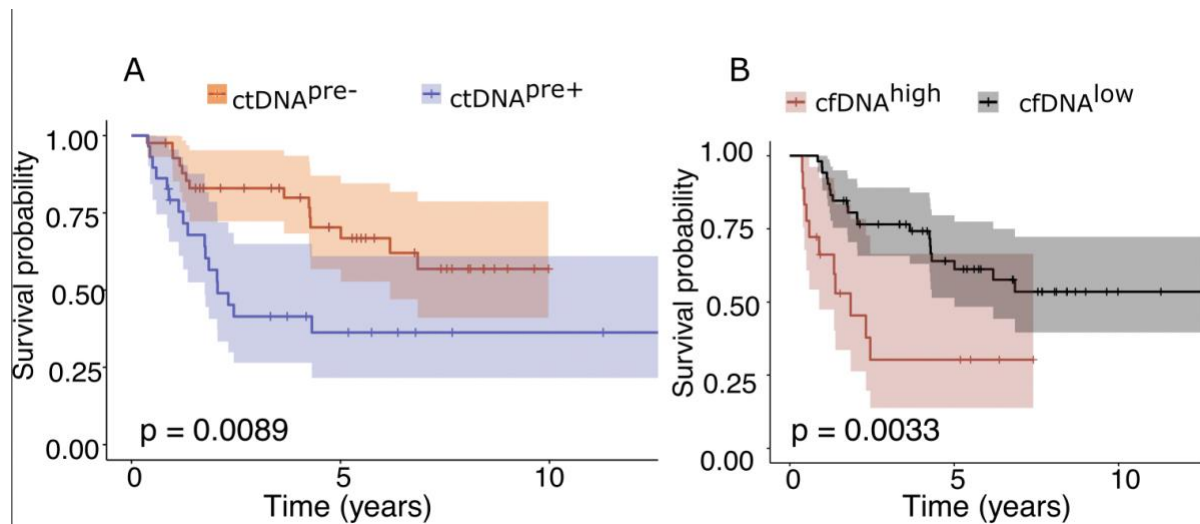 A
ctDNApre- ctDNApre+
Survival probability
1.00
0.75
0.50
0.25
0.00
p = 0.0089
0 5 10
Time (years)
B
cfDNAhigh cfDNAlow
Survival probability
1.00
0.75
0.50
0.25
0.00
p = 0.0033
0 5 10
Time (years)